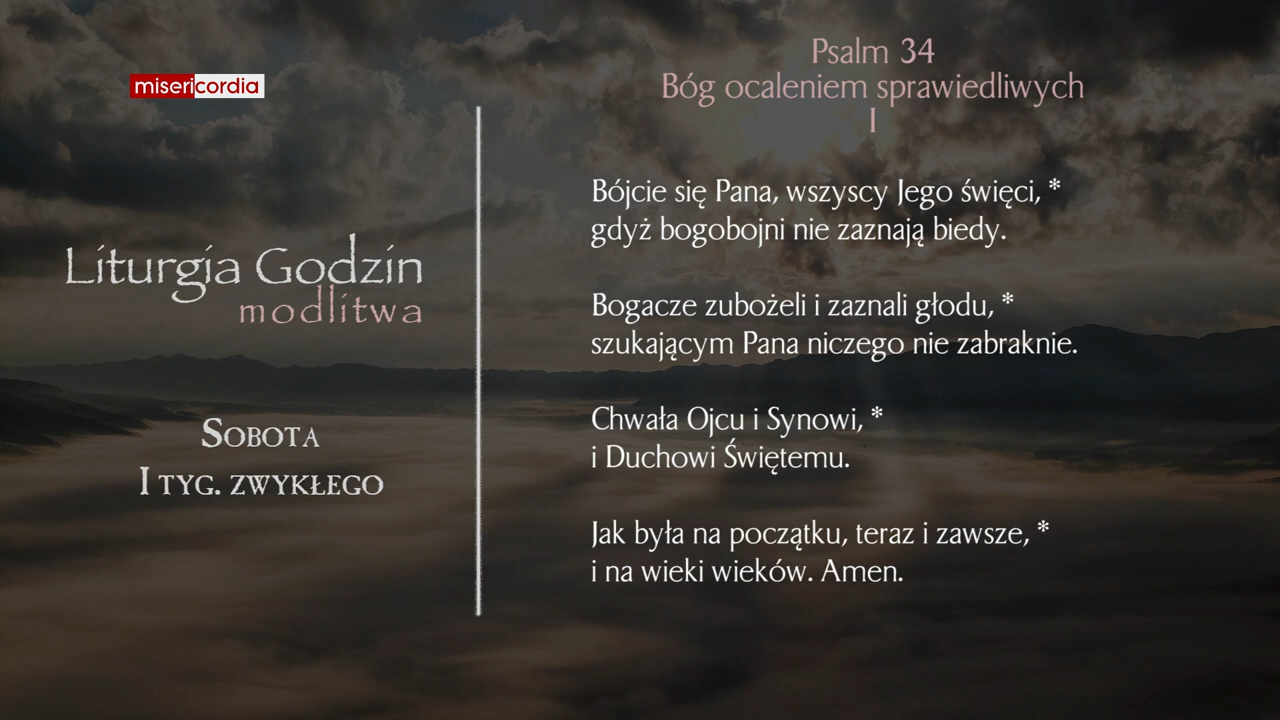 misericordia
Liturgia Godzin
modlitwa
Sobota
I tyg. zwykłego
Psalm 34
Bóg ocaleniem sprawiedliwych
I
Bójcie się Pana, wszyscy Jego święci, *
gdyż bogobojni nie zaznają biedy.
Bogacze zubożeli i zaznali głodu, *
szukającym Pana niczego nie zabraknie.
Chwała Ojcu i Synowi, *
i Duchowi Świętemu.
Jak była na początku, teraz i zawsze, *
i na wieki wieków. Amen.